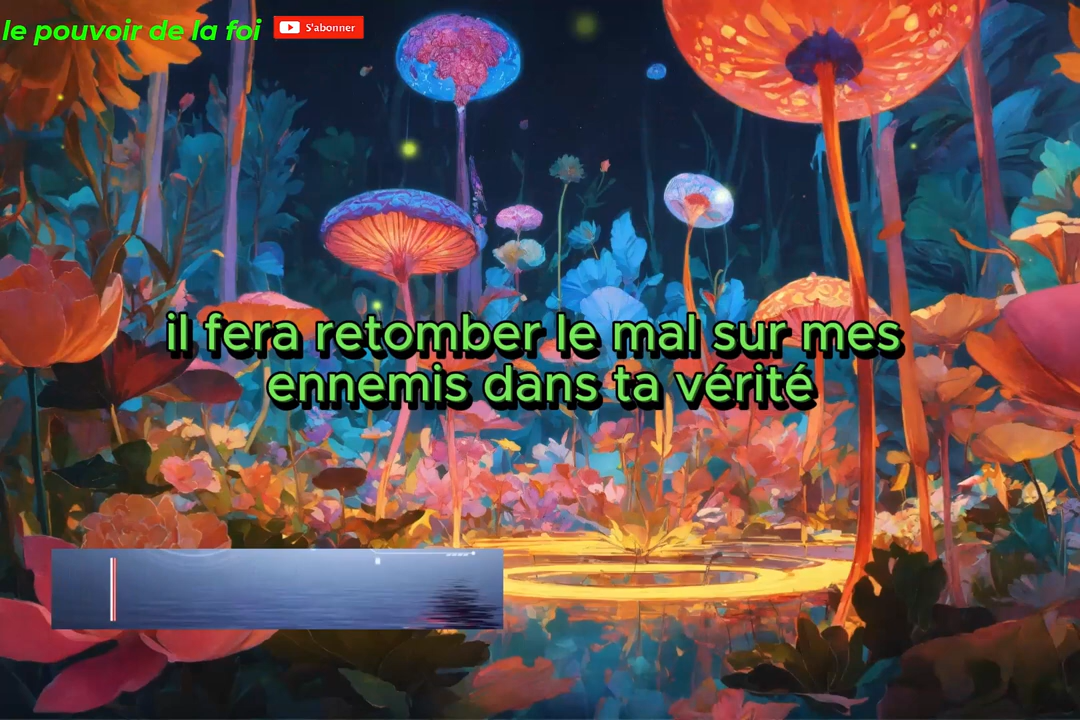 le pouvoir de la foi
S'abonner
il fera retomber le mal sur mes
ennemis dans ta vérité